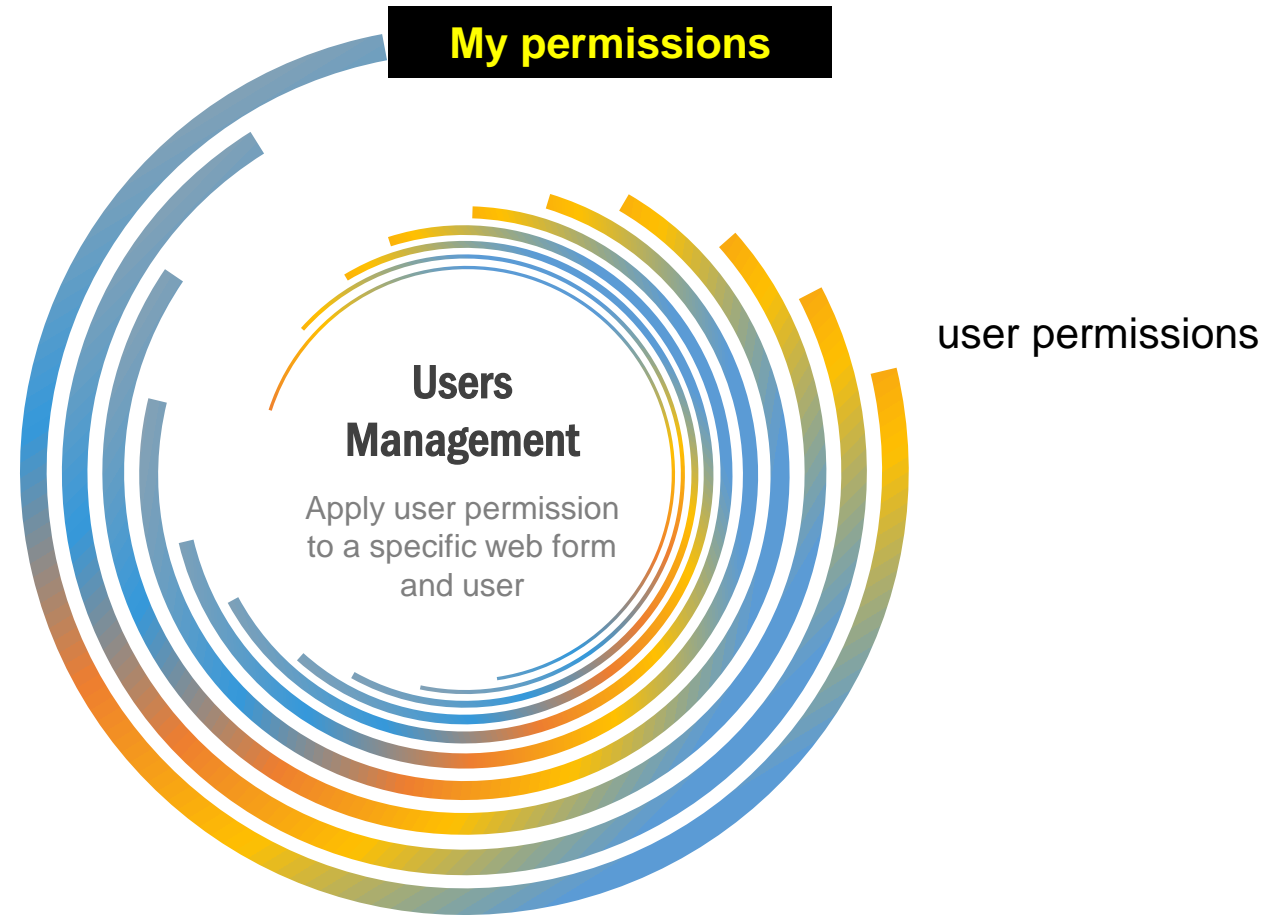 My permissions
user permissions
Users
Management
Apply user permission
to a specific web form
and user